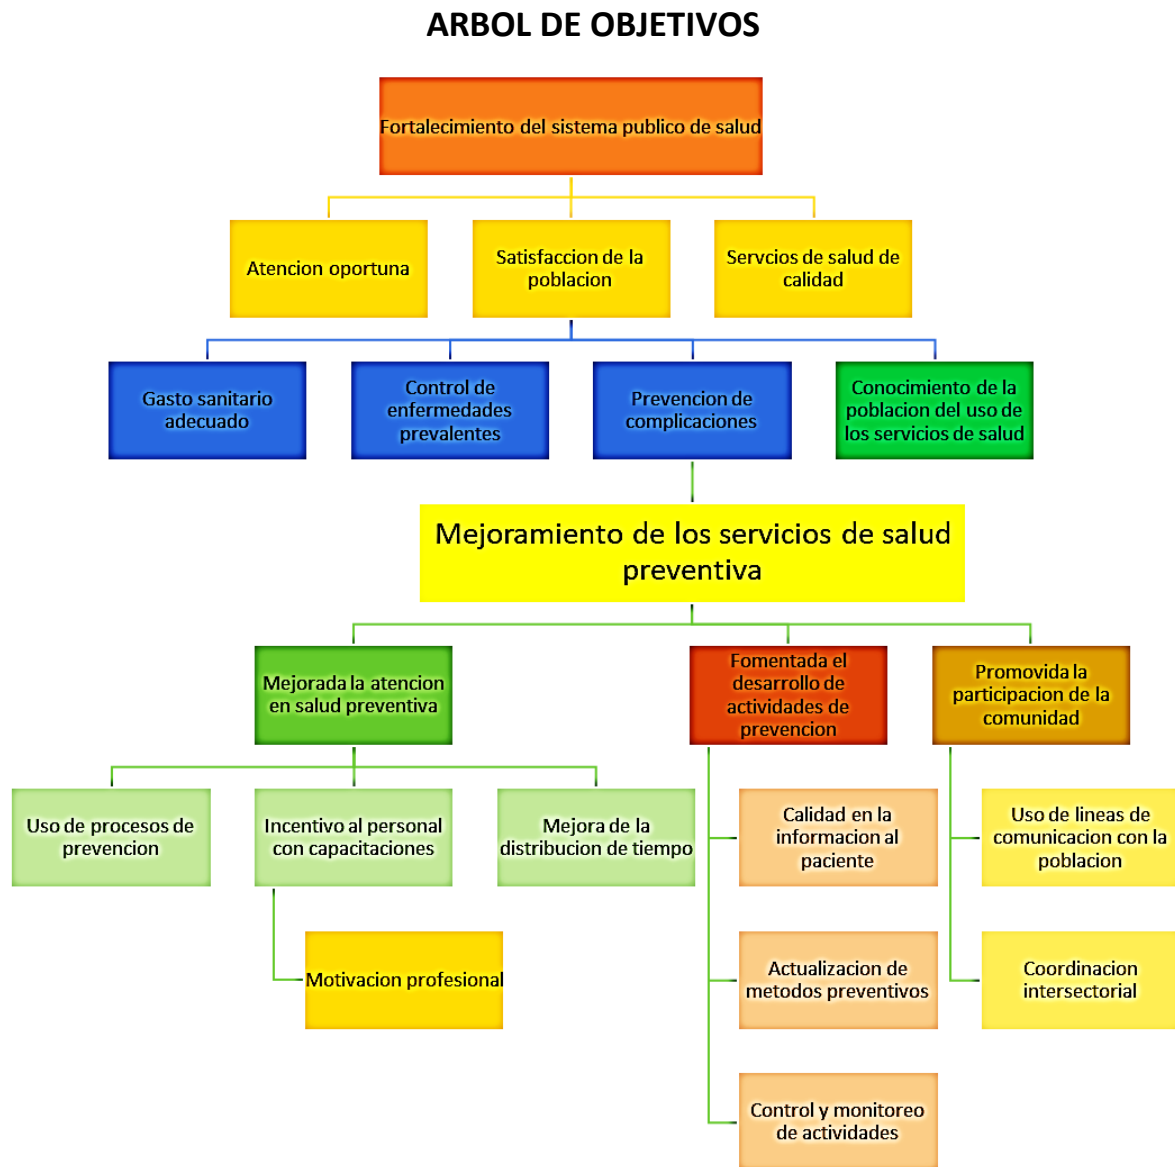 ARBOL DE OBJETIVOS
Fortalecimiento del sistema publico de salud
Atencion oportuna
Satisfaccion de la
poblacion
Servcios de salud de
calidad
Gasto sanitario
adecuado
Control de
enfermedades
prevalentes
Prevencion de
complicaciones
Conocimiento de la
poblacion del uso de
los servicios de salud
Mejoramiento de los servicios de salud
preventiva
Mejorada la atencion
en salud preventiva
Fomentada el
desarrollo de
actividades de
prevencion
Promovida la
participacion de la
comunidad
Uso de procesos de
prevencion
Incentivo al personal
con capacitaciones
Mejora de la
distribucion de tiempo
Calidad en la
informacion al
paciente
Uso de lineas de
comunicacion con la
poblacion
Motivacion profesional
Actualizacion de
metodos preventivos
Coordinacion
intersectorial
Control y monitoreo
de actividades